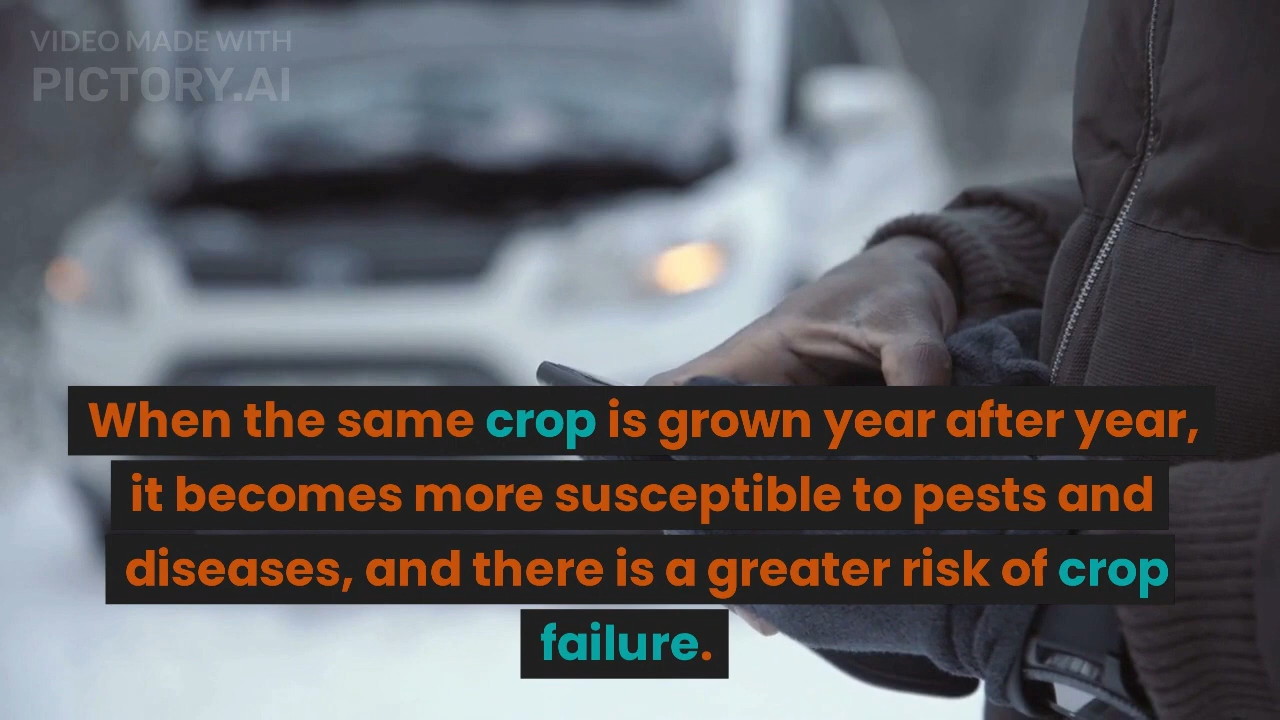 VIDEO MADE WITH
PICTORY.AI
When the same crop is grown year after year,
it becomes more susceptible to pests and
diseases, and there is a greater risk of crop
failure.